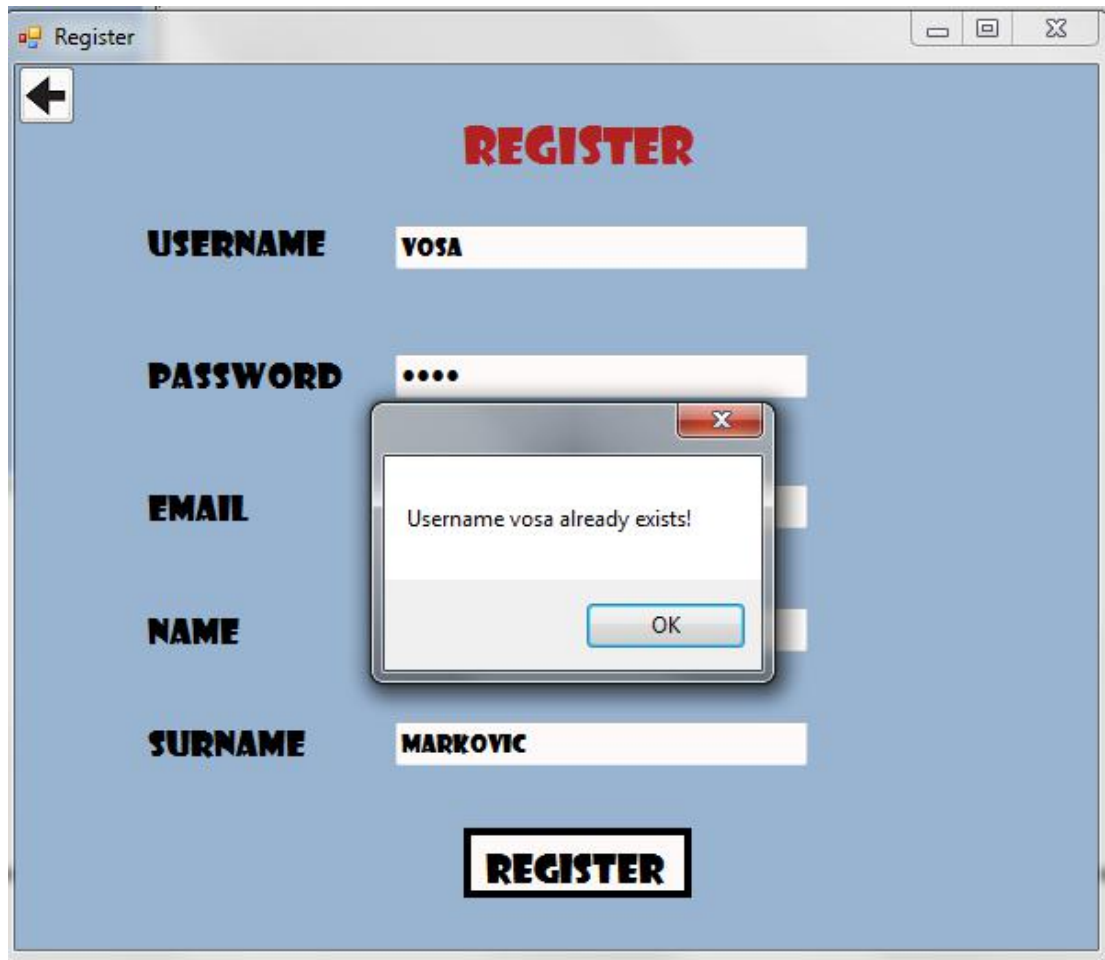 Register
REGISTER
USERNAME
VOSA
PASSWORD
••••
EMAIL
Username vosa already exists!
OK
NAME
SURNAME
MARKOVIC
REGISTER